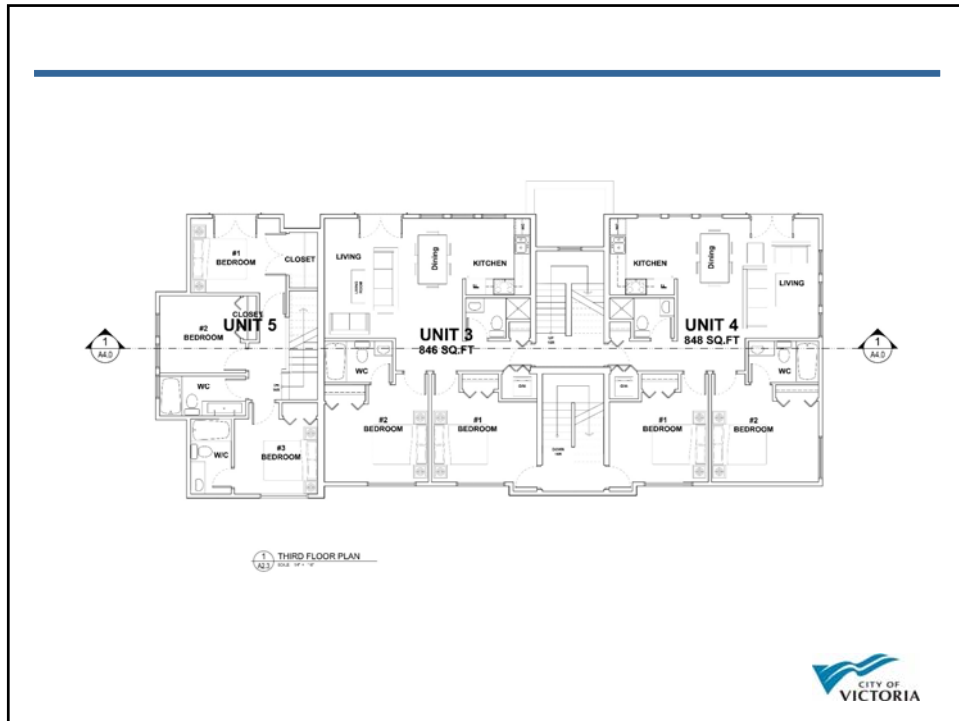 #1
BEDROOM
CLOSET
CLOSET
UNIT 5
#2
BEDROOM
WC
W/C
#3
BEDROOM
LIVING
Dining
KITCHEN
F
UNIT 3
846 SQ.FT
WC
#2
BEDROOM
#1
BEDROOM
KITCHEN
F
Dining
LIVING
UNIT 4
848 SQ.FT
WC
#1
BEDROOM
#2
BEDROOM
1
A4.0
1
A4.0
1
A2.3
THIRD FLOOR PLAN
CITY OF
VICTORIA